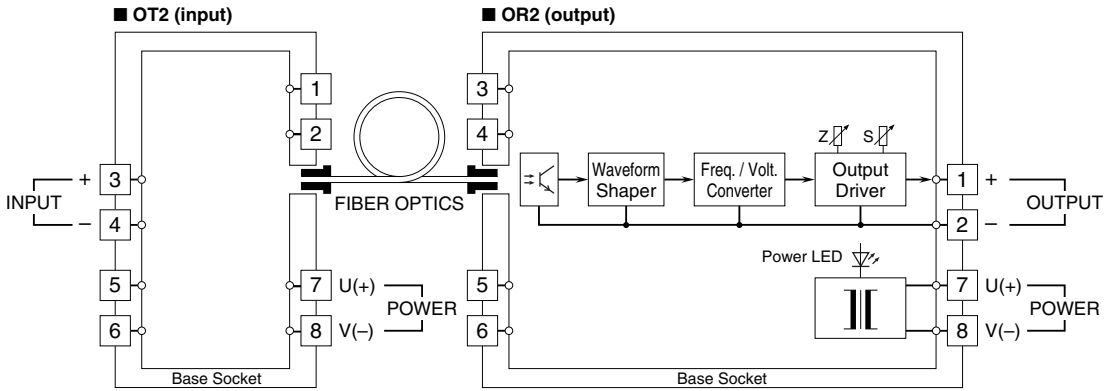 ■ OT2 (input)
■ OR2 (output)
1
2
3
4
5
6
7
8
+
−
INPUT
U(+)
V(–)
POWER
Base Socket
FIBER OPTICS
3
4
5
6
Waveform
Shaper
Freq. / Volt.
Converter
Z
S
Output
Driver
1
2
+
−
OUTPUT
Power LED
7
8
U(+)
V(–)
POWER
Base Socket